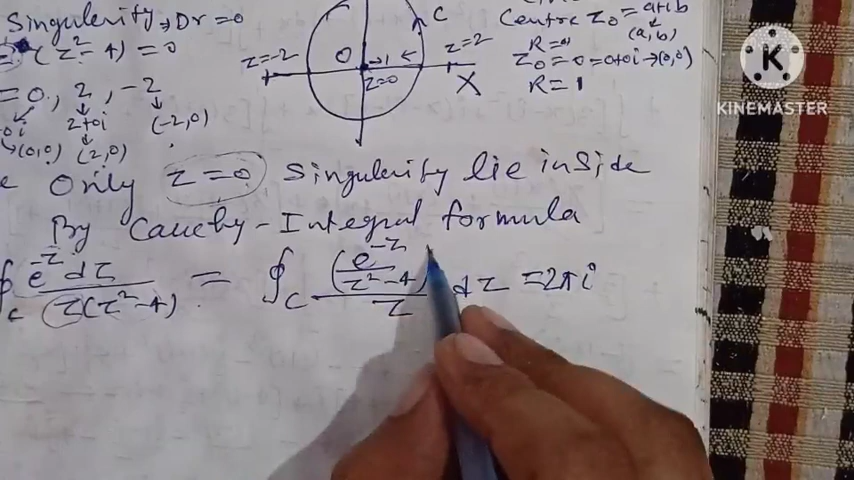 Singularity → Dr = 0
(z²-4) = 0
= 0, 2, -2
2+0i
(-2,0)
(0,0) (2,0)
C
z=-2
0
→1
z=2
z=0
X
Centre z₀ = a+ib
(a,b)
z₀ = 0 = 0+0i → (0,0)
R = 1
KINEMASTER
Only z=0 Singularity lie inside
By Cauchy-Integral formula
∮c e^-z dz / z(z²-4) = ∮c (e^-z / z²-4) / z dz = 2πi